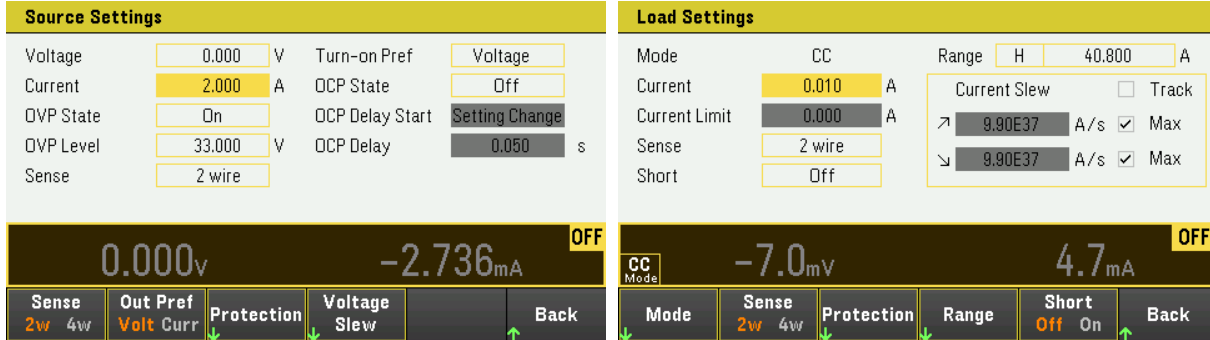 Source Settings
Voltage 0.000 V Turn-on Pref Voltage
Current 2.000 A OCP State Off
OVP State On OCP Delay Start Setting Change
OVP Level 33.000 V OCP Delay 0.050 s
Sense 2 wire
OFF
0.000V -2.736mA
Sense 2w 4w
Out Pref Volt Curr
Protection
Voltage Slew
Back
Load Settings
Mode CC Range H 40.800 A
Current 0.010 A Current Slew Track
Current Limit 0.000 A 9.90E37 A/s Max
Sense 2 wire 9.90E37 A/s Max
Short Off
OFF
CC Mode -7.0mV 4.7mA
Mode
Sense 2w 4w
Protection
Range
Short Off On
Back